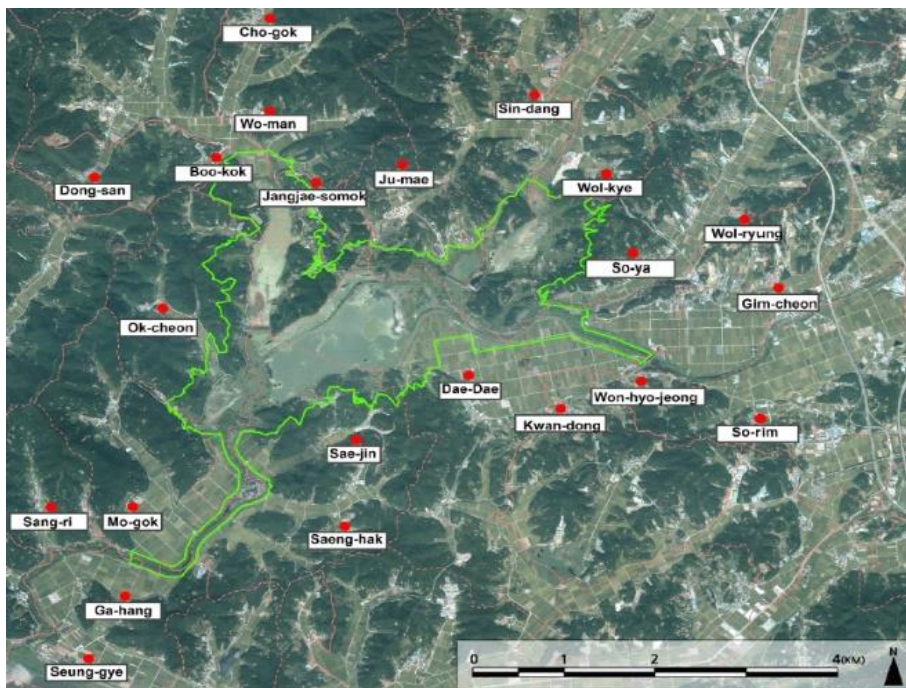 Cho-gok
Sin-dang
Wo-man
Boo-kok
Ju-mae
Dong-san
Jangjae-somok
Wol-kye
Wol-ryung
So-ya
Gim-cheon
Ok-cheon
Dae-Dae
Won-hyo-jeong
Kwan-dong
So-rim
Sae-jin
Sang-ri
Mo-gok
Saeng-hak
Ga-hang
Seung-gye
0 1 2 4(KM)
N